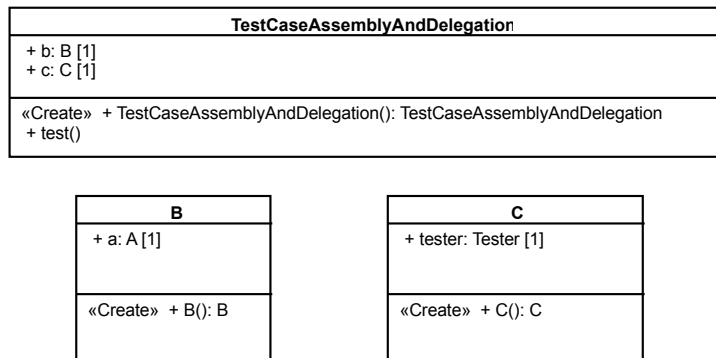 TestCaseAssemblyAndDelegation
+ b: B [1]
+ c: C [1]
«Create» + TestCaseAssemblyAndDelegation(): TestCaseAssemblyAndDelegation
+ test()
B
+ a: A [1]
«Create» + B(): B
C
+ tester: Tester [1]
«Create» + C(): C